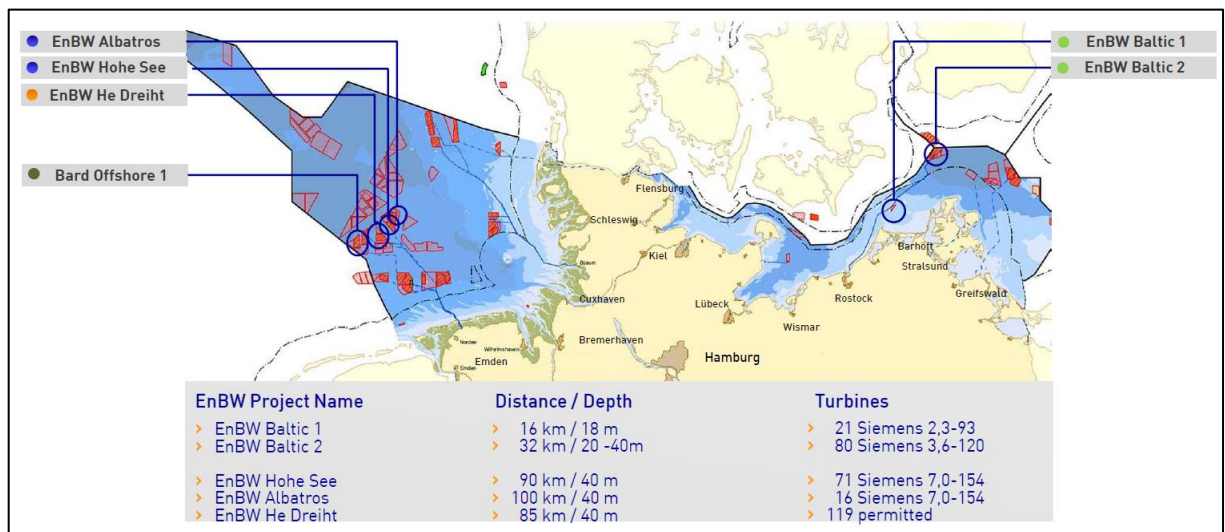 EnBW Albatros
EnBW Hohe See
EnBW He Dreiht
Bard Offshore 1
EnBW Baltic 1
EnBW Baltic 2
Flensburg
Schleswig
Kiel
Barhöft
Stralsund
Greifswald
Rostock
Lübeck
Wismar
Büsum
Cuxhaven
Bremerhaven
Hamburg
Norden
Wilhelmshaven
Emden
Emden
EnBW Project Name Distance / Depth Turbines
> EnBW Baltic 1 > 16 km / 18 m > 21 Siemens 2,3-93
> EnBW Baltic 2 > 32 km / 20 -40m > 80 Siemens 3,6-120
> EnBW Hohe See > 90 km / 40 m > 71 Siemens 7,0-154
> EnBW Albatros > 100 km / 40 m > 16 Siemens 7,0-154
> EnBW He Dreiht > 85 km / 40 m > 119 permitted